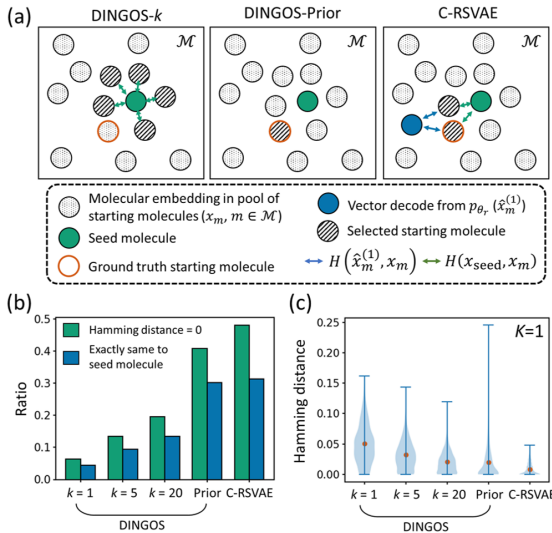 (a)
DINGOS-k
DINGOS-Prior
C-RSVAE
ℳ
ℳ
ℳ
Molecular embedding in pool of
starting molecules (x_m, m ∈ ℳ)
Seed molecule
Ground truth starting molecule
Vector decode from p_{θ_r} (x̂_m^{(1)})
Selected starting molecule
H(x̂_m^{(1)}, x_m)
H(x_seed, x_m)
(b)
Hamming distance = 0
Exactly same to
seed molecule
Ratio
0.5
0.4
0.3
0.2
0.1
0.0
k = 1
k = 5
k = 20
Prior
C-RSVAE
DINGOS
(c)
K=1
Hamming distance
0.25
0.20
0.15
0.10
0.05
0.00
k = 1
k = 5
k = 20
Prior
C-RSVAE
DINGOS